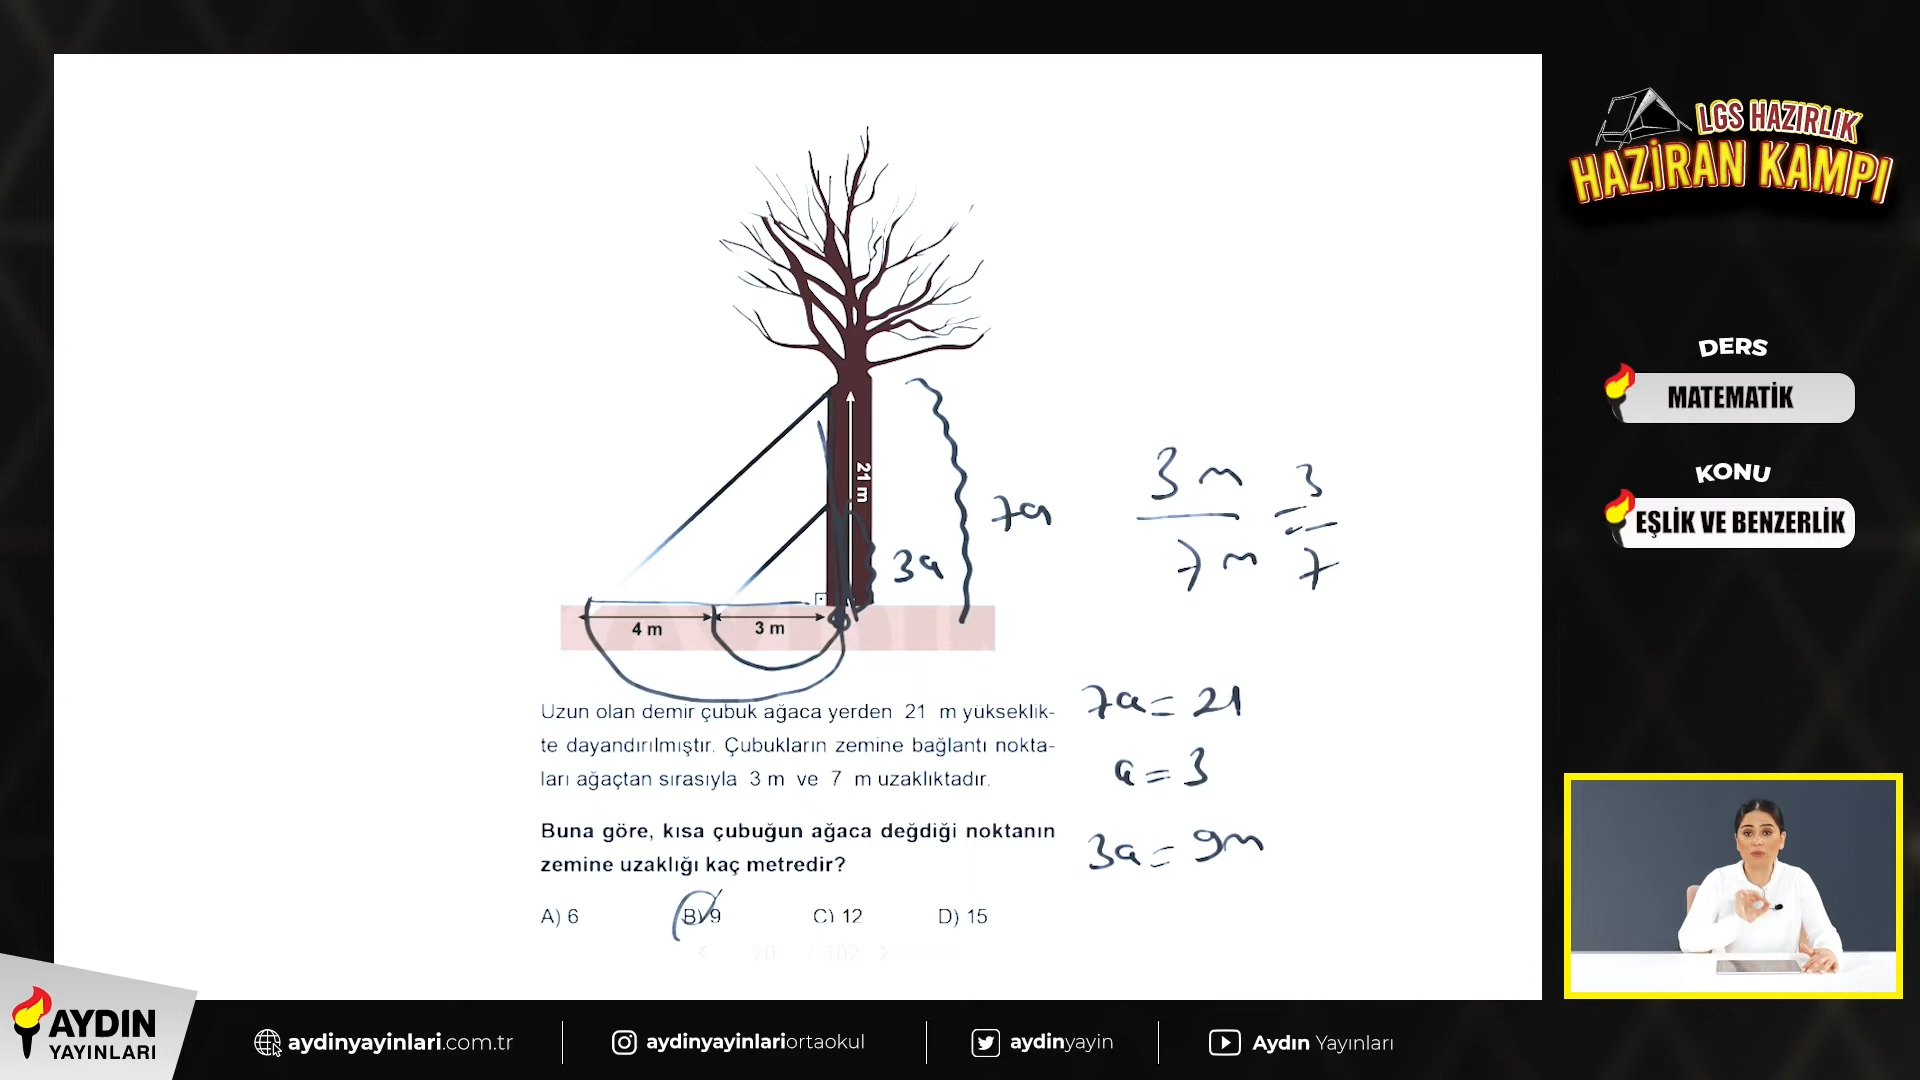 LGS HAZIRLIK
HAZİRAN KAMPI
DERS
MATEMATİK
KONU
EŞLİK VE BENZERLİK
21 m
7a
3a
3 m
7 m
= 3
7
4 m
3 m
Uzun olan demir çubuk ağaca yerden 21 m yükseklik-
te dayandırılmıştır. Çubukların zemine bağlantı nokta-
ları ağaçtan sırasıyla 3 m ve 7 m uzaklıktadır.
Buna göre, kısa çubuğun ağaca değdiği noktanın
zemine uzaklığı kaç metredir?
A) 6 B) 9 C) 12 D) 15
7a = 21
a = 3
3a = 9m
< 20 / 102 >
AYDIN
YAYINLARI
aydinyayinlari.com.tr
aydinyayinlariortaokul
aydinyayin
Aydın Yayınları